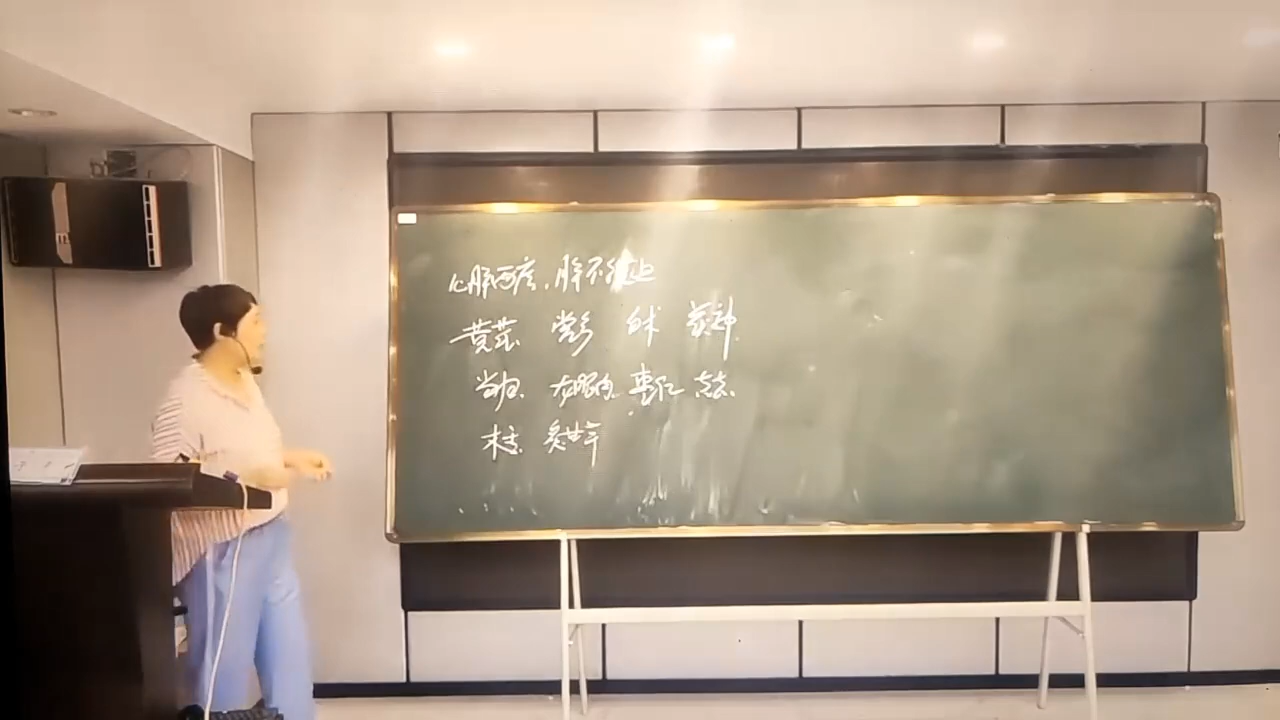 心脾两虚，脾不统血
黄芪 党参 白术 茯神
当归 龙眼肉 枣仁 远志
木香 炙甘草